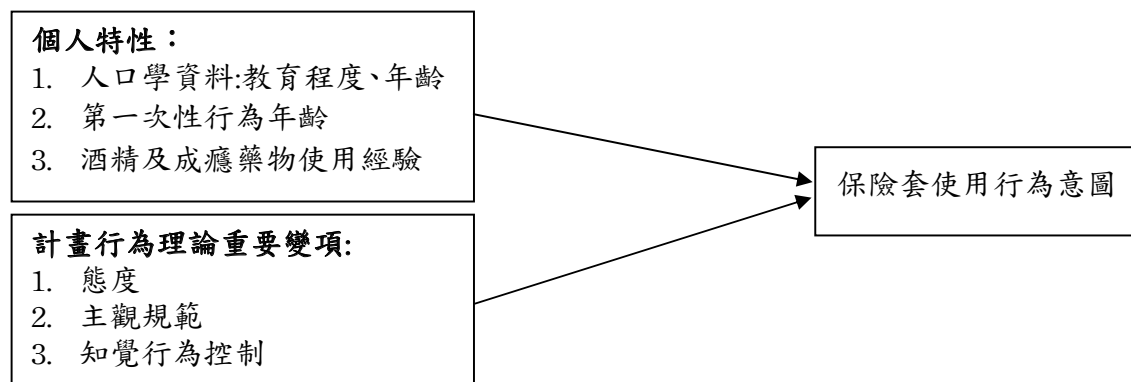 個人特性：
1. 人口學資料:教育程度、年齡
2. 第一次性行為年齡
3. 酒精及成癮藥物使用經驗
保險套使用行為意圖
計畫行為理論重要變項:
1. 態度
2. 主觀規範
3. 知覺行為控制